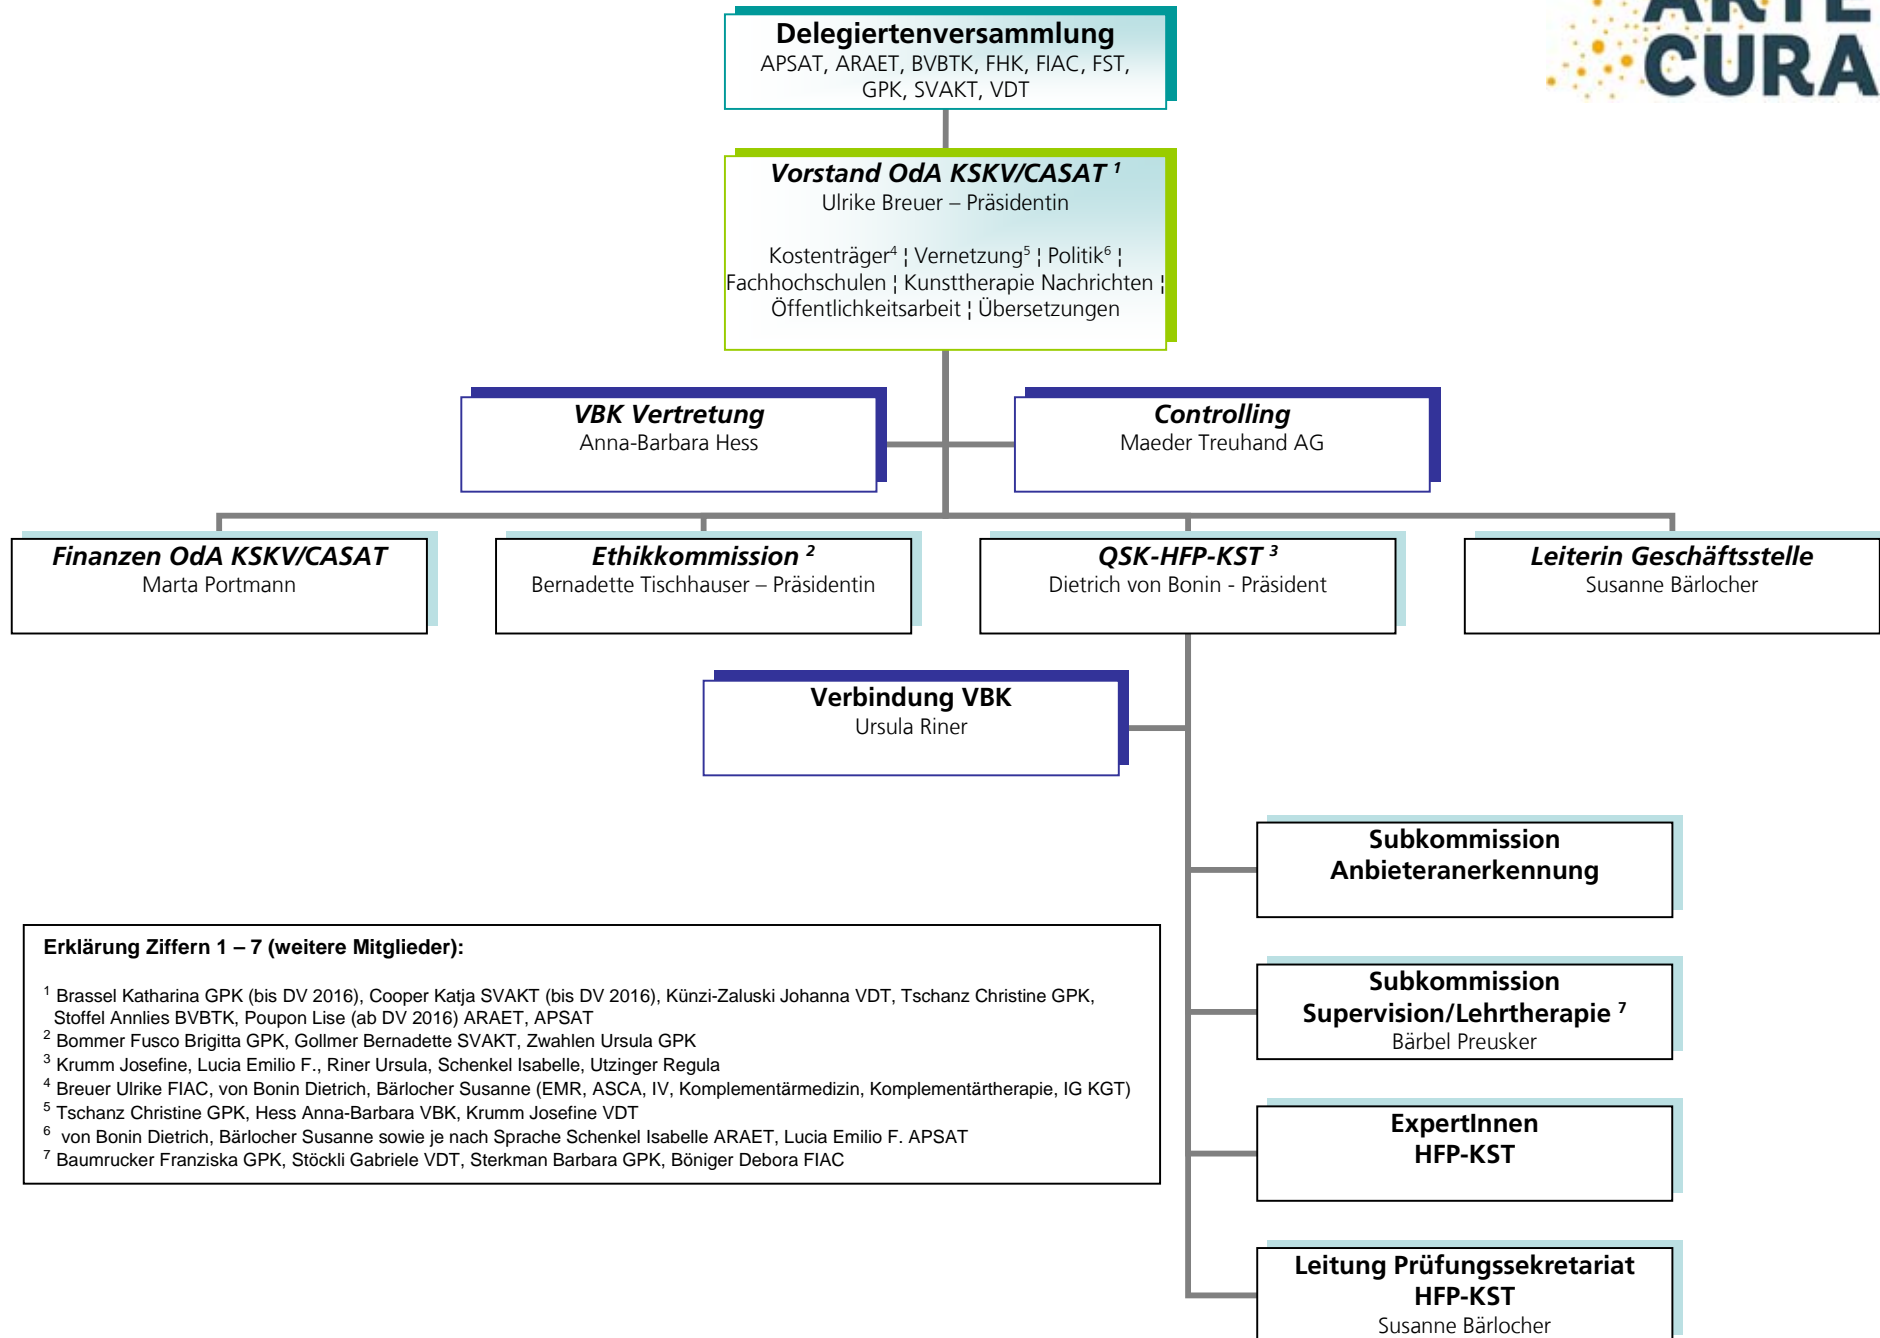 ARTE
CURA
Delegiertenversammlung
APSAT, ARAET, BVBTK, FHK, FIAC, FST,
GPK, SVAKT, VDT
Vorstand OdA KSKV/CASAT ¹
Ulrike Breuer – Präsidentin
Kostenträger⁴ ¦ Vernetzung⁵ ¦ Politik⁶ ¦
Fachhochschulen ¦ Kunsttherapie Nachrichten ¦
Öffentlichkeitsarbeit ¦ Übersetzungen
VBK Vertretung
Anna-Barbara Hess
Controlling
Maeder Treuhand AG
Finanzen OdA KSKV/CASAT
Marta Portmann
Ethikkommission ²
Bernadette Tischhauser – Präsidentin
QSK-HFP-KST ³
Dietrich von Bonin - Präsident
Leiterin Geschäftsstelle
Susanne Bärlocher
Verbindung VBK
Ursula Riner
Subkommission
Anbieteranerkennung
Subkommission
Supervision/Lehrtherapie ⁷
Bärbel Preusker
ExpertInnen
HFP-KST
Leitung Prüfungssekretariat
HFP-KST
Susanne Bärlocher
Erklärung Ziffern 1 – 7 (weitere Mitglieder):
¹ Brassel Katharina GPK (bis DV 2016), Cooper Katja SVAKT (bis DV 2016), Künzi-Zaluski Johanna VDT, Tschanz Christine GPK,
Stoffel Annlies BVBTK, Poupon Lise (ab DV 2016) ARAET, APSAT
² Bommer Fusco Brigitta GPK, Gollmer Bernadette SVAKT, Zwahlen Ursula GPK
³ Krumm Josefine, Lucia Emilio F., Riner Ursula, Schenkel Isabelle, Utzinger Regula
⁴ Breuer Ulrike FIAC, von Bonin Dietrich, Bärlocher Susanne (EMR, ASCA, IV, Komplementärmedizin, Komplementärtherapie, IG KGT)
⁵ Tschanz Christine GPK, Hess Anna-Barbara VBK, Krumm Josefine VDT
⁶ von Bonin Dietrich, Bärlocher Susanne sowie je nach Sprache Schenkel Isabelle ARAET, Lucia Emilio F. APSAT
⁷ Baumrucker Franziska GPK, Stöckli Gabriele VDT, Sterkman Barbara GPK, Böniger Debora FIAC